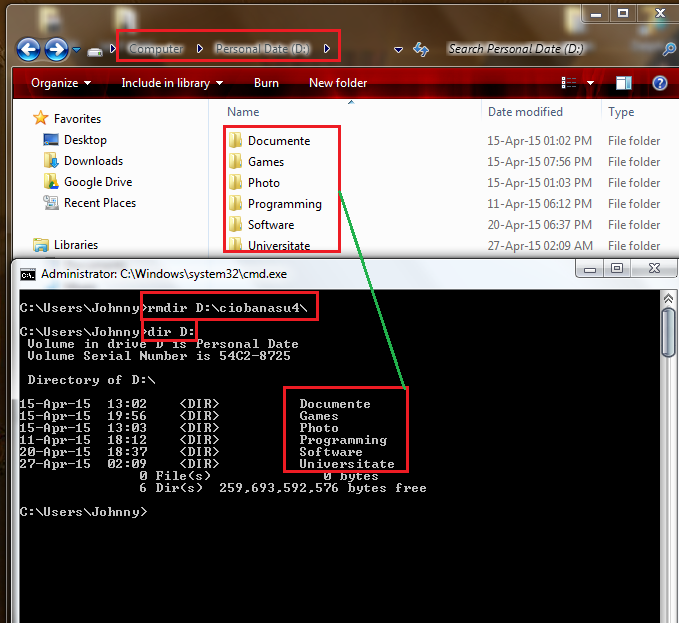 Computer Personal Date (D:) Search Personal Date (D:)
Organize Include in library Burn New folder
Name Date modified Type
Favorites
Desktop
Downloads
Google Drive
Recent Places
Libraries
Documente 15-Apr-15 01:02 PM File folder
Games 15-Apr-15 07:56 PM File folder
Photo 15-Apr-15 01:03 PM File folder
Programming 11-Apr-15 06:12 PM File folder
Software 20-Apr-15 06:37 PM File folder
Universitate 27-Apr-15 02:09 AM File folder
Administrator: C:\Windows\system32\cmd.exe
C:\Users\Johnny>rmdir D:\ciobanasu4\
C:\Users\Johnny>dir D:
Volume in drive D is Personal Date
Volume Serial Number is 54C2-8725
Directory of D:\
15-Apr-15 13:02 <DIR> Documente
15-Apr-15 19:56 <DIR> Games
15-Apr-15 13:03 <DIR> Photo
11-Apr-15 18:12 <DIR> Programming
20-Apr-15 18:37 <DIR> Software
27-Apr-15 02:09 <DIR> Universitate
0 File(s) 0 bytes
6 Dir(s) 259,693,592,576 bytes free
C:\Users\Johnny>